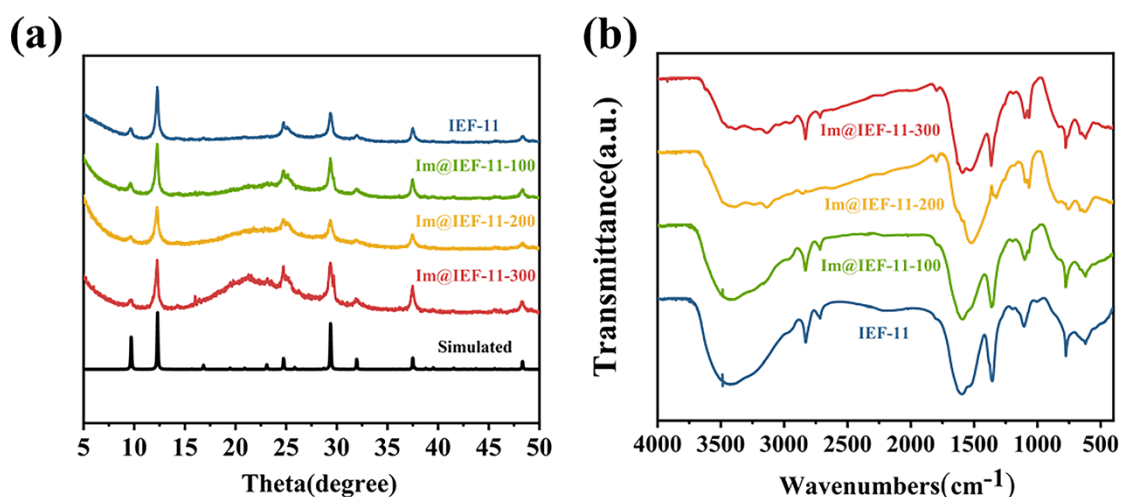 (a)
IEF-11
Im@IEF-11-100
Im@IEF-11-200
Im@IEF-11-300
Simulated
5 10 15 20 25 30 35 40 45 50
Theta(degree)
(b)
Transmittance(a.u.)
Im@IEF-11-300
Im@IEF-11-200
Im@IEF-11-100
IEF-11
4000 3500 3000 2500 2000 1500 1000 500
Wavenumbers(cm⁻¹)